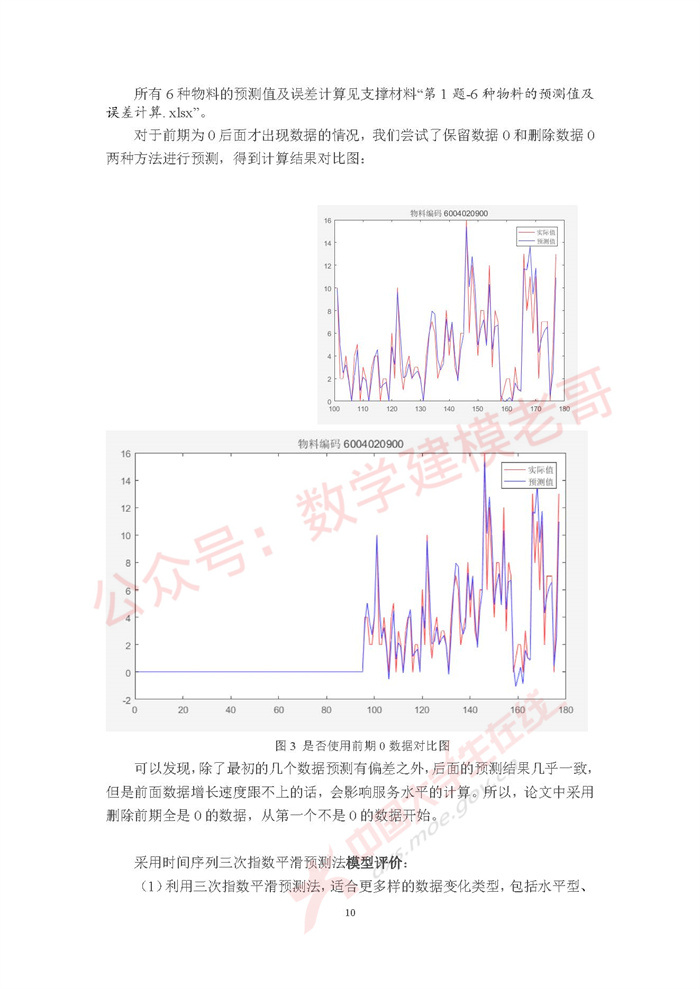 所有 6 种物料的预测值及误差计算见支撑材料“第 1 题-6 种物料的预测值及
误差计算. xlsx”。
对于前期为 0 后面才出现数据的情况，我们尝试了保留数据 0 和删除数据 0
两种方法进行预测，得到计算结果对比图：
物料编码 6004020900
实际值
预测值
16
14
12
10
8
6
4
2
0
100 110 120 130 140 150 160 170 180
物料编码 6004020900
实际值
预测值
16
14
12
10
8
6
4
2
0
-2
0 20 40 60 80 100 120 140 160 180
图 3 是否使用前期 0 数据对比图
可以发现，除了最初的几个数据预测有偏差之外，后面的预测结果几乎一致，
但是前面数据增长速度跟不上的话，会影响服务水平的计算。所以，论文中采用
删除前期全是 0 的数据，从第一个不是 0 的数据开始。
采用时间序列三次指数平滑预测法模型评价：
（1）利用三次指数平滑预测法，适合更多样的数据变化类型，包括水平型、
10
公众号：数学建模老哥
中国大学生在线
dxs.moe.gov.cn